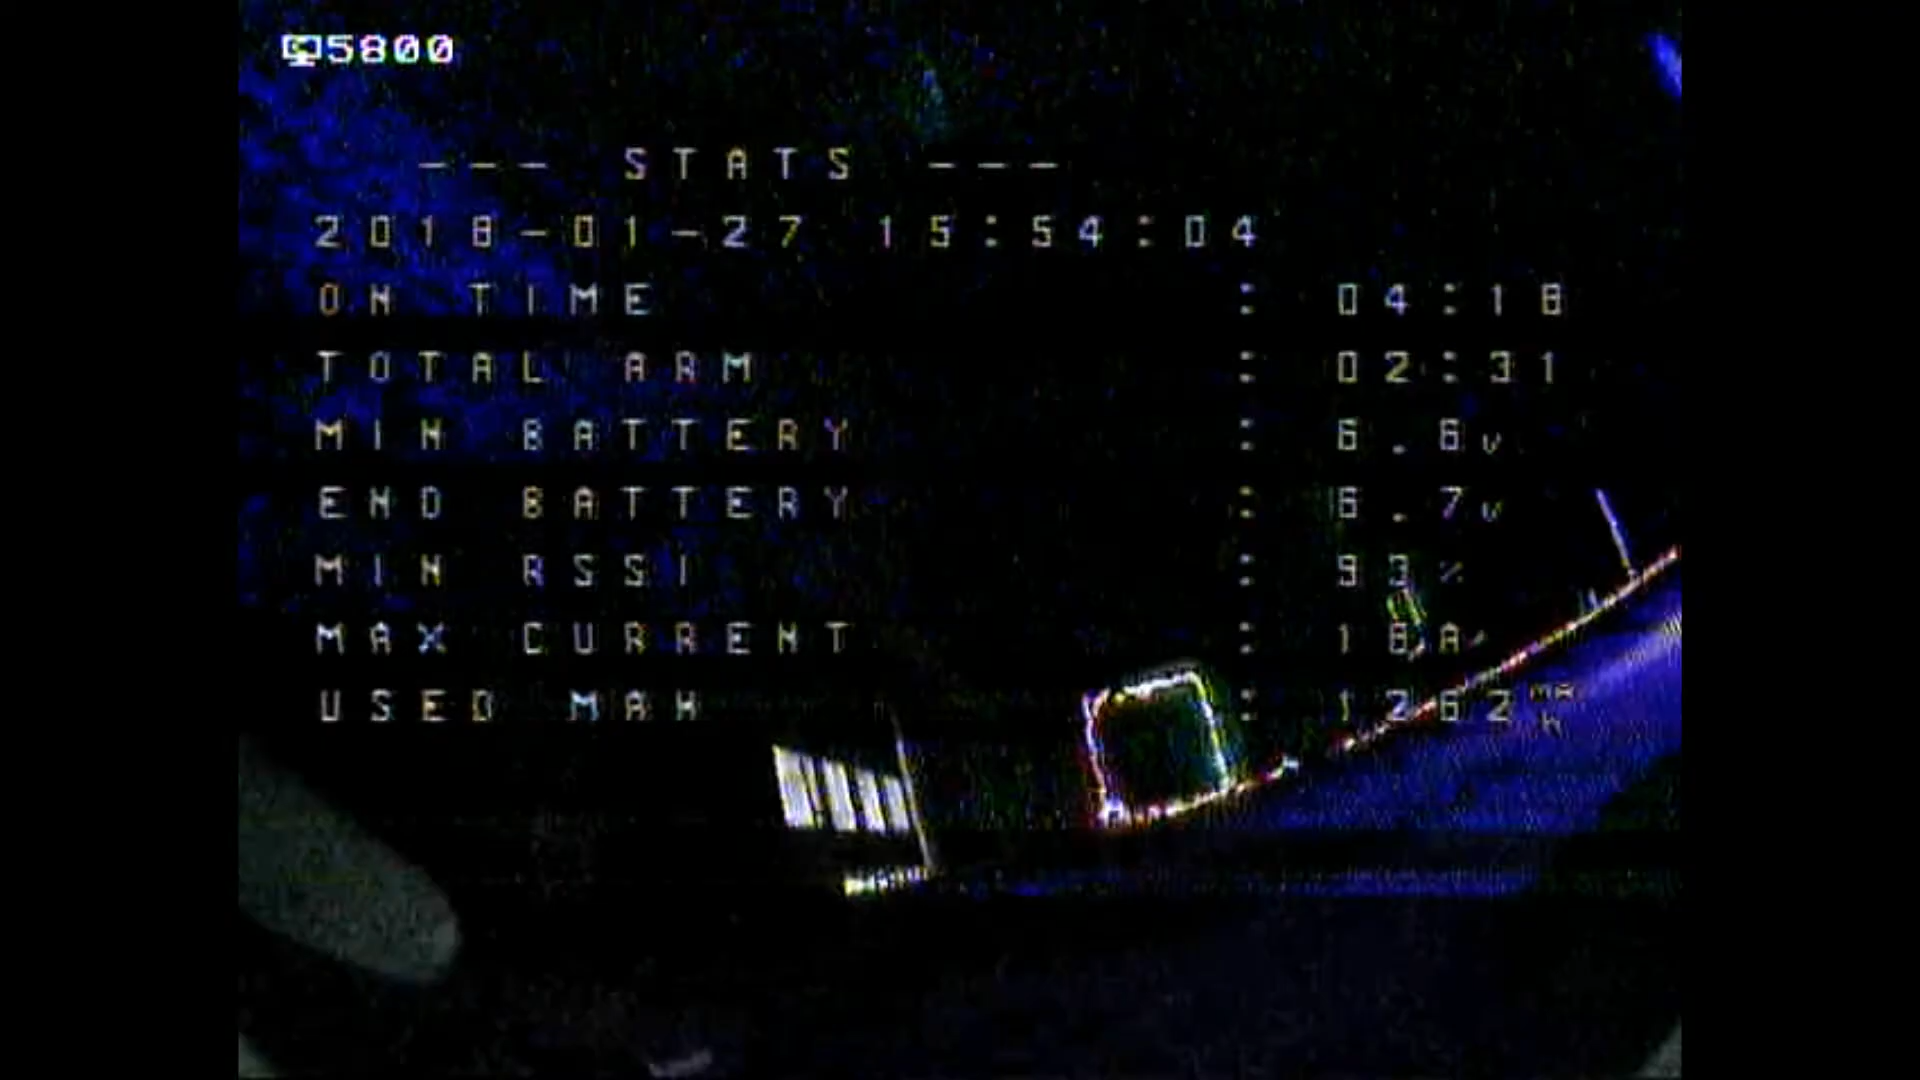 5800
--- STATS ---
2018-01-27 15:54:04
ON TIME : 04:18
TOTAL ARM : 02:31
MIN BATTERY : 6.6v
END BATTERY : 6.7v
MIN RSSI : 93%
MAX CURRENT : 18A
USED MAH : 1262mAh